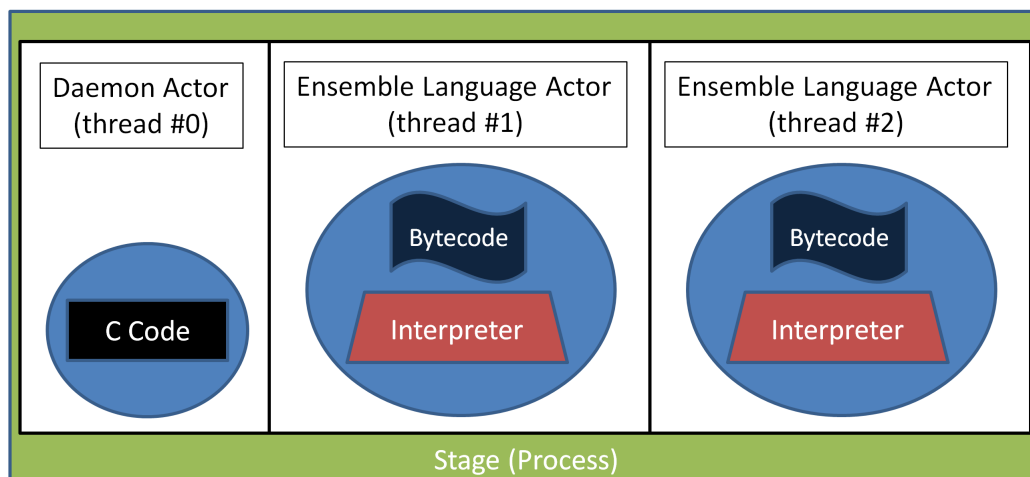 Daemon Actor
(thread #0)
Ensemble Language Actor
(thread #1)
Ensemble Language Actor
(thread #2)
C Code
Bytecode
Interpreter
Bytecode
Interpreter
Stage (Process)